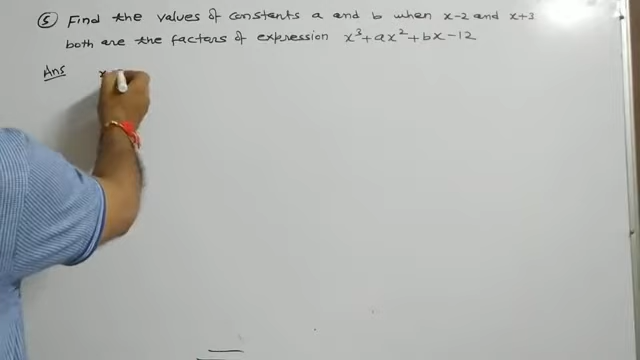 ⑤ Find the values of constants a and b when x-2 and x+3
both are the factors of expression x³+ax²+bx-12
Ans x